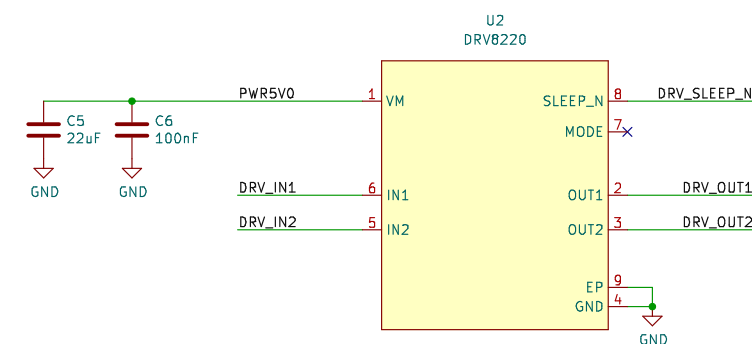 U2
DRV8220
PWR5V0 1 VM SLEEP_N 8 DRV_SLEEP_N
C5 C6 MODE 7
22uF 100nF
GND GND
DRV_IN1 6 IN1 OUT1 2 DRV_OUT1
DRV_IN2 5 IN2 OUT2 3 DRV_OUT2
EP 9
GND 4
GND